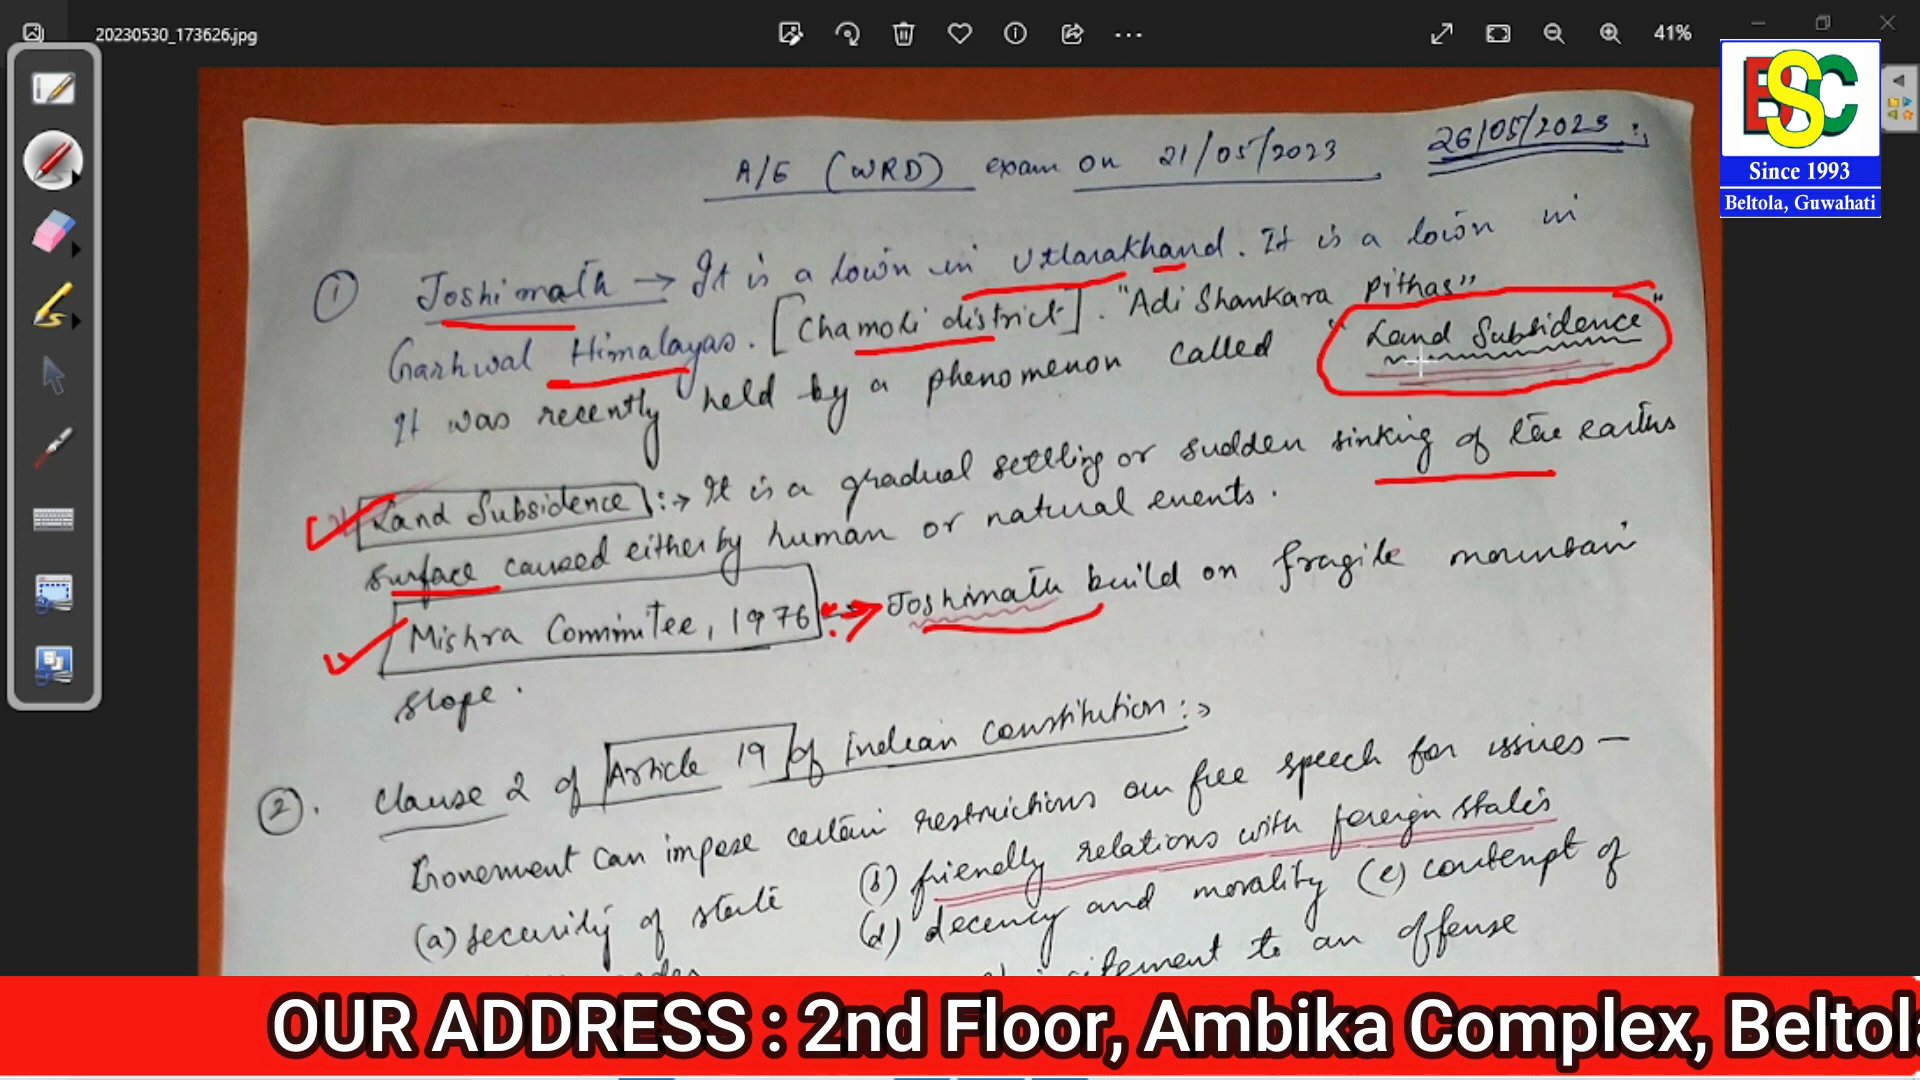 20230530_173626.jpg
41%
BSC
Since 1993
Beltola, Guwahati
A/E (WRD) exam on 21/05/2023
26/05/2023
① Joshimath → It is a town in Uttarakhand. It is a town in
Garhwal Himalayas. [Chamoli district]. "Adi Shankara Pithas"
It was recently held by a phenomenon called "Land Subsidence"
Land Subsidence :→ It is a gradual settling or sudden sinking of the earths
surface caused either by human or natural events.
Mishra Committee, 1976 → Joshimath build on fragile mountain
slope.
②. Clause 2 of Article 19 of Indian Constitution :→
Government can impose certain restrictions on free speech for issues —
(a) security of state (b) friendly relations with foreign states
(d) decency and morality (e) contempt of
incitement to an offense
OUR ADDRESS : 2nd Floor, Ambika Complex, Beltola